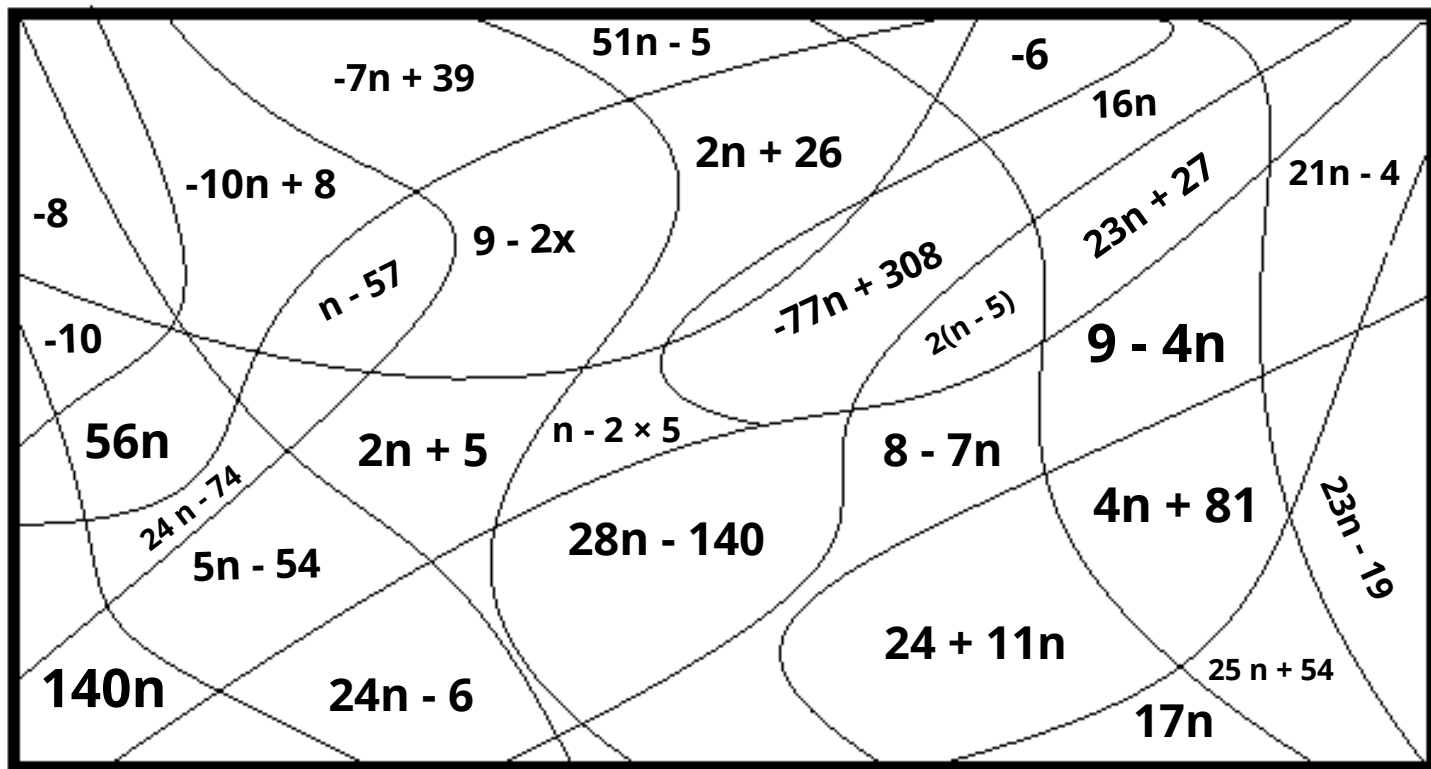 51n - 5
-6
-7n + 39
16n
2n + 26
21n - 4
-10n + 8
23n + 27
-8
9 - 2x
n - 57
-77n + 308
2(n - 5)
-10
9 - 4n
56n
2n + 5
n - 2 × 5
8 - 7n
24 n - 74
4n + 81
28n - 140
23n - 19
5n - 54
24 + 11n
25 n + 54
140n
24n - 6
17n